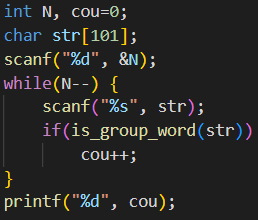 int N, cou=0;
char str[101];
scanf("%d", &N);
while(N--) {
    scanf("%s", str);
    if(is_group_word(str))
        cou++;
}
printf("%d", cou);